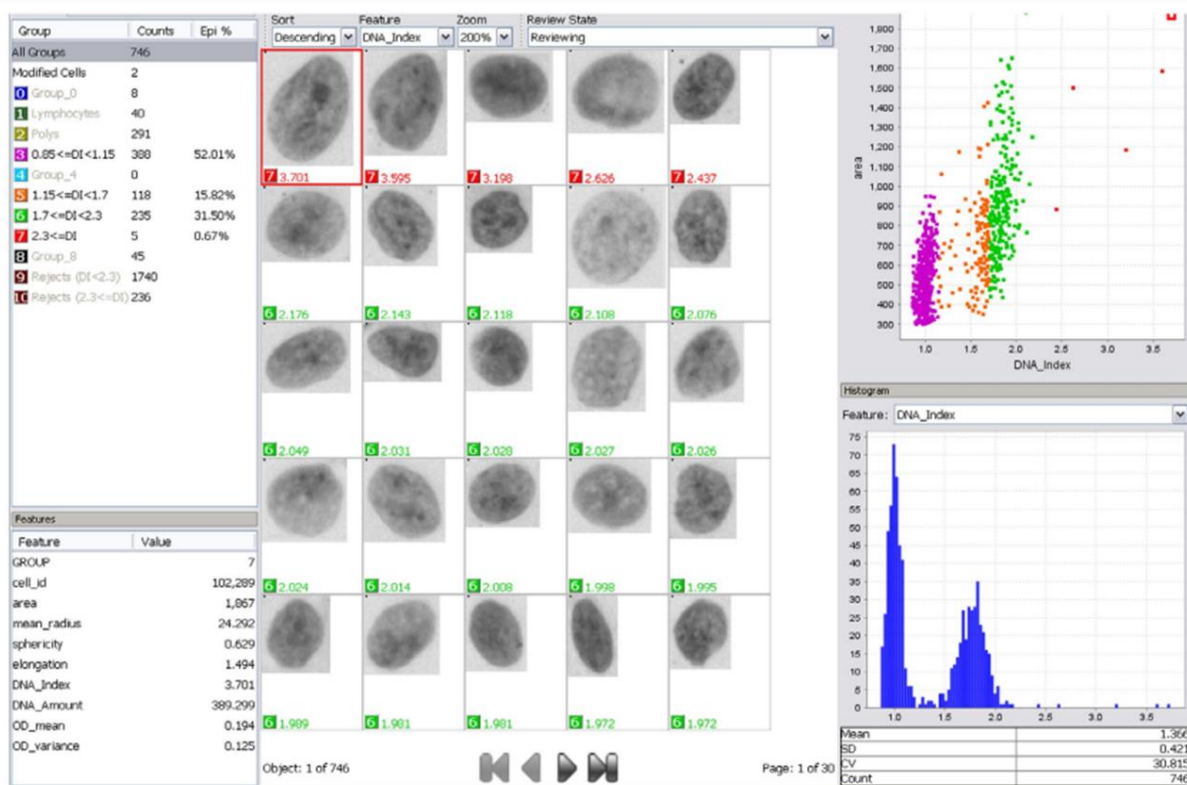 Group Counts Epi %
All Groups 746
Modified Cells 2
0 Group_0 8
1 Lymphocytes 40
2 Polys 291
3 0.85<=DI<1.15 388 52.01%
4 Group_4 0
5 1.15<=DI<1.7 118 15.82%
6 1.7<=DI<2.3 235 31.50%
7 2.3<=DI 5 0.67%
8 Group_8 45
9 Rejects (DI<2.3) 1740
10 Rejects (2.3<=DI) 236
Features
Feature Value
GROUP 7
cell_id 102,289
area 1,867
mean_radius 24.292
sphericity 0.629
elongation 1.494
DNA_Index 3.701
DNA_Amount 389.299
OD_mean 0.194
OD_variance 0.125
Sort Feature Zoom Review State
Descending DNA_Index 200% Reviewing
7 3.701 7 3.595 7 3.198 7 2.626 7 2.437
6 2.176 6 2.143 6 2.118 6 2.108 6 2.076
6 2.049 6 2.031 6 2.028 6 2.027 6 2.026
6 2.024 6 2.014 6 2.008 6 1.998 6 1.995
6 1.989 6 1.981 6 1.981 6 1.972 6 1.972
Object: 1 of 746 Page: 1 of 30
1,800
1,700
1,600
1,500
1,400
1,300
1,200
1,100
1,000
900
800
700
600
500
400
300
area
1.0 1.5 2.0 2.5 3.0 3.5
DNA_Index
Histogram
Feature: DNA_Index
75
70
65
60
55
50
45
40
35
30
25
20
15
10
5
0
1.0 1.5 2.0 2.5 3.0 3.5
Mean 1.366
SD 0.421
CV 30.815
Count 746